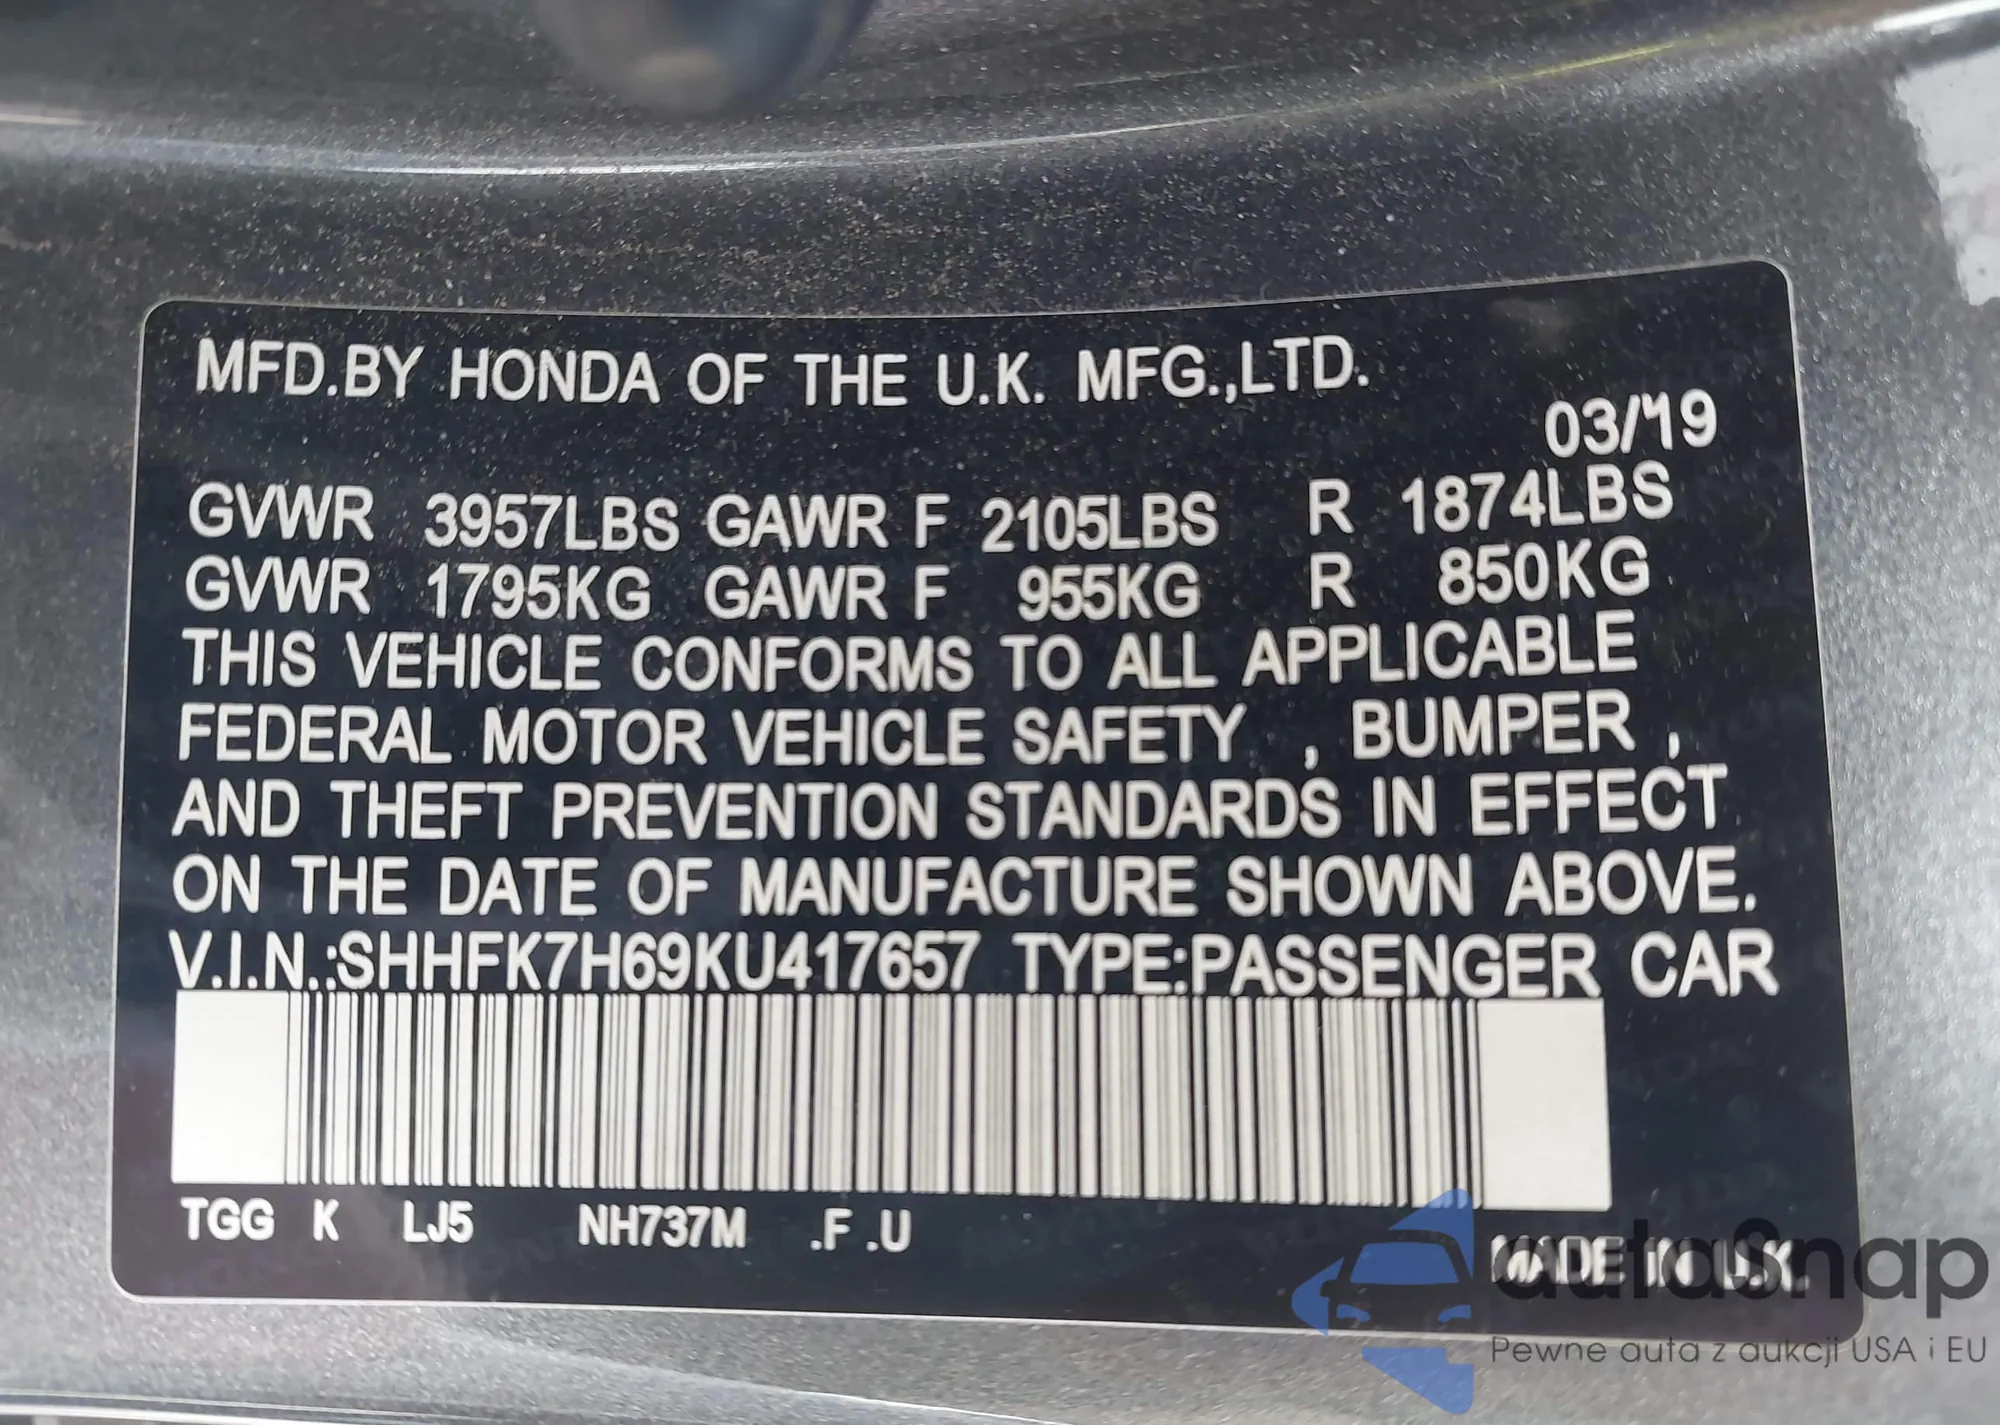 MFD.BY HONDA OF THE U.K. MFG.,LTD.
03/'19
GVWR 3957LBS GAWR F 2105LBS R 1874LBS
GVWR 1795KG GAWR F 955KG R 850KG
THIS VEHICLE CONFORMS TO ALL APPLICABLE
FEDERAL MOTOR VEHICLE SAFETY , BUMPER ,
AND THEFT PREVENTION STANDARDS IN EFFECT
ON THE DATE OF MANUFACTURE SHOWN ABOVE.
V.I.N.:SHHFK7H69KU417657 TYPE:PASSENGER CAR
TGG K LJ5 NH737M .F .U
MADE IN U.K.
autaSnap
Pewne auta z aukcji USA i EU